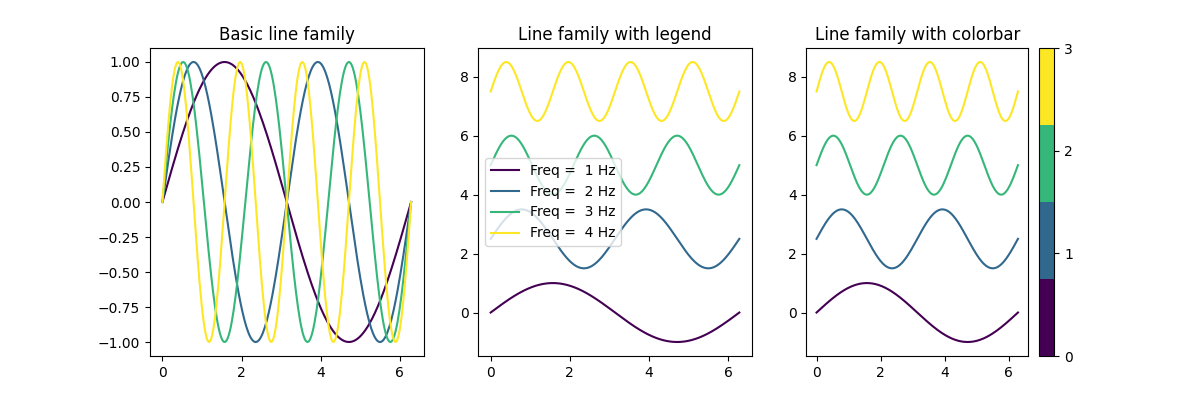 Basic line family
1.00
0.75
0.50
0.25
0.00
−0.25
−0.50
−0.75
−1.00
0 2 4 6
Line family with legend
8
6
4
2
0
Freq =  1 Hz
Freq =  2 Hz
Freq =  3 Hz
Freq =  4 Hz
0 2 4 6
Line family with colorbar
8
6
4
2
0
0 2 4 6
3
2
1
0